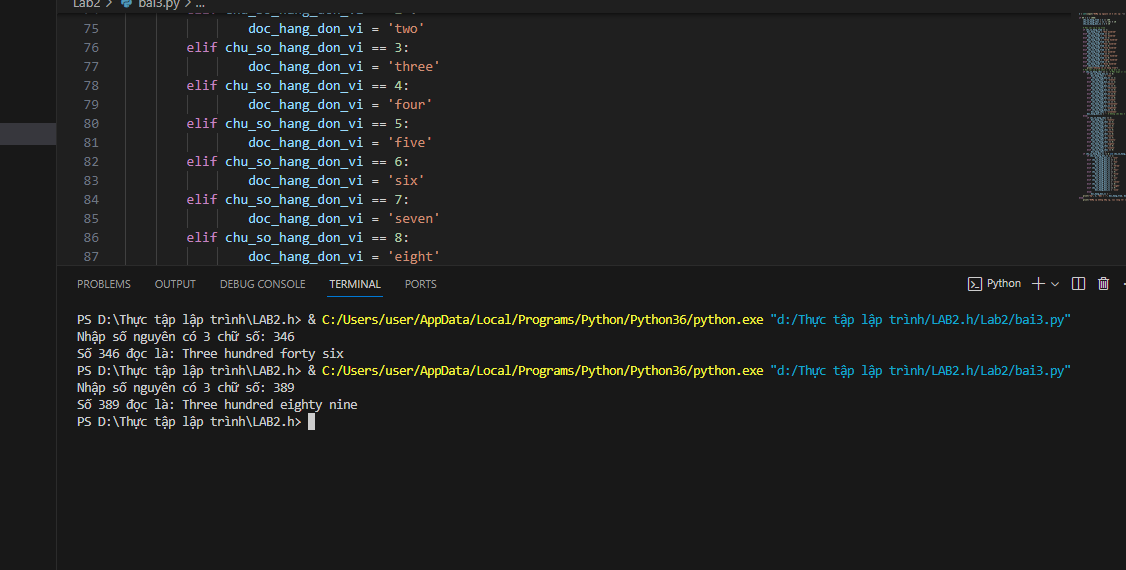 Lab2 > bai3.py > ...
75 doc_hang_don_vi = 'two'
76 elif chu_so_hang_don_vi == 3:
77 doc_hang_don_vi = 'three'
78 elif chu_so_hang_don_vi == 4:
79 doc_hang_don_vi = 'four'
80 elif chu_so_hang_don_vi == 5:
81 doc_hang_don_vi = 'five'
82 elif chu_so_hang_don_vi == 6:
83 doc_hang_don_vi = 'six'
84 elif chu_so_hang_don_vi == 7:
85 doc_hang_don_vi = 'seven'
86 elif chu_so_hang_don_vi == 8:
87 doc_hang_don_vi = 'eight'
PROBLEMS OUTPUT DEBUG CONSOLE TERMINAL PORTS Python
PS D:\Thực tập lập trình\LAB2.h> & C:/Users/user/AppData/Local/Programs/Python/Python36/python.exe "d:/Thực tập lập trình/LAB2.h/Lab2/bai3.py"
Nhập số nguyên có 3 chữ số: 346
Số 346 đọc là: Three hundred forty six
PS D:\Thực tập lập trình\LAB2.h> & C:/Users/user/AppData/Local/Programs/Python/Python36/python.exe "d:/Thực tập lập trình/LAB2.h/Lab2/bai3.py"
Nhập số nguyên có 3 chữ số: 389
Số 389 đọc là: Three hundred eighty nine
PS D:\Thực tập lập trình\LAB2.h>